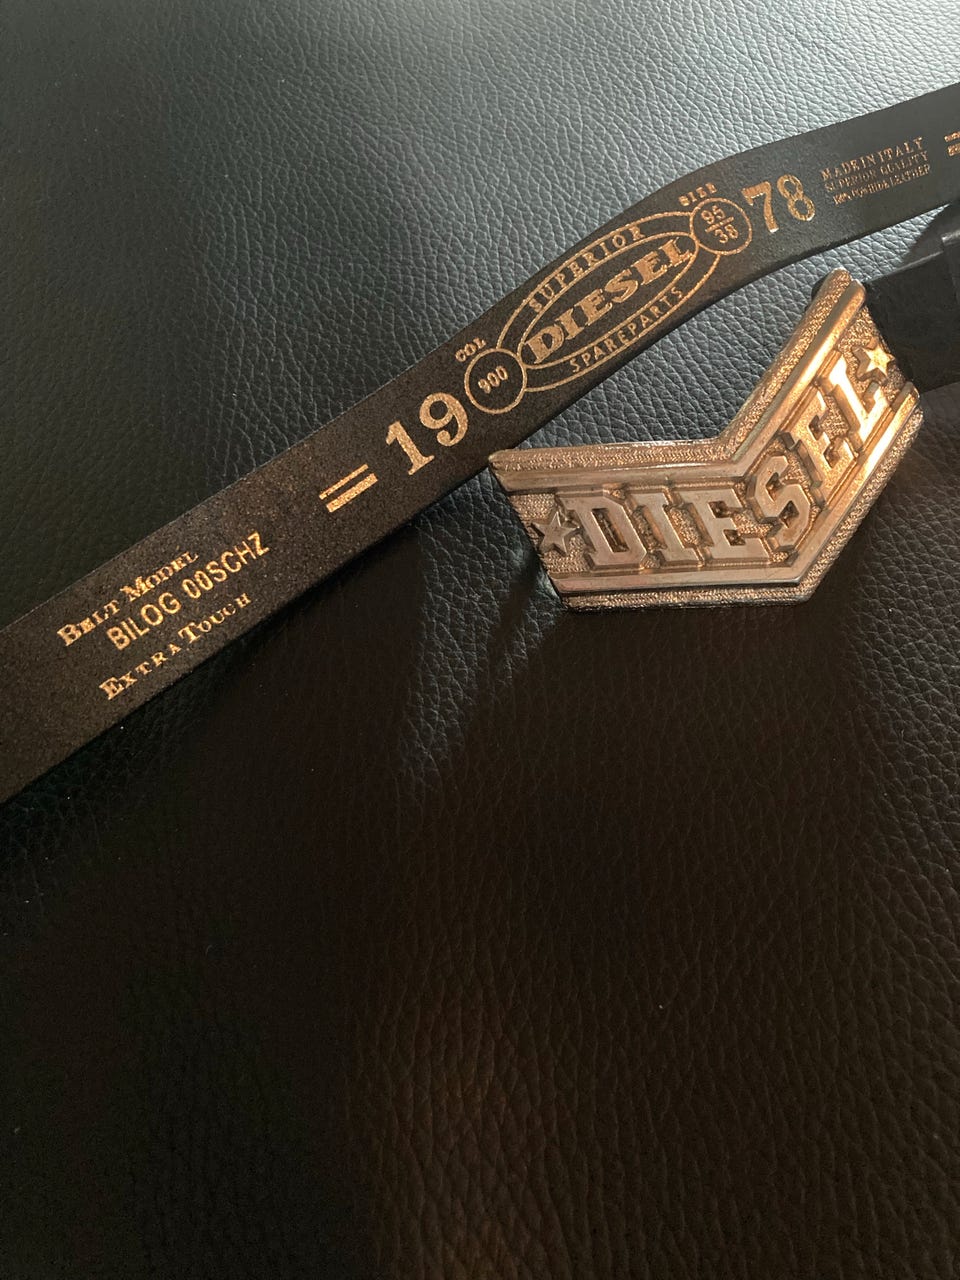 BELT MODEL
BILOG 00SCHZ
EXTRA TOUCH
= 19
COL
900
SUPERIOR
DIESEL
SPAREPARTS
SIZE
95
38
78
MADE IN ITALY
SUPERIOR QUALITY
LEATHER
DIESEL